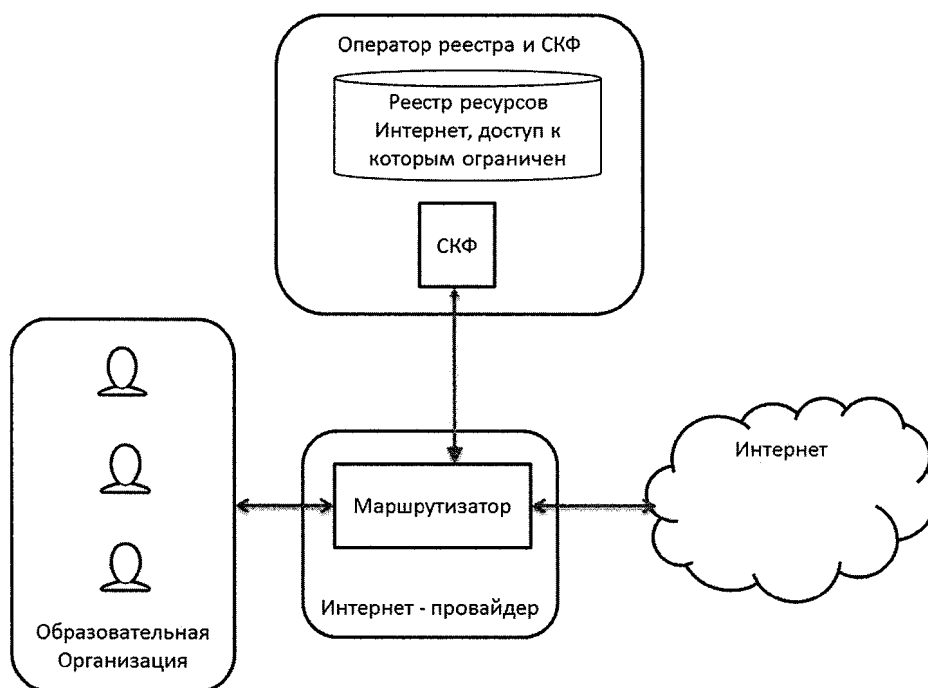 Оператор реестра и СКФ
Реестр ресурсов
Интернет, доступ к
которым ограничен
СКФ
Интернет
Маршрутизатор
Интернет - провайдер
Образовательная
Организация